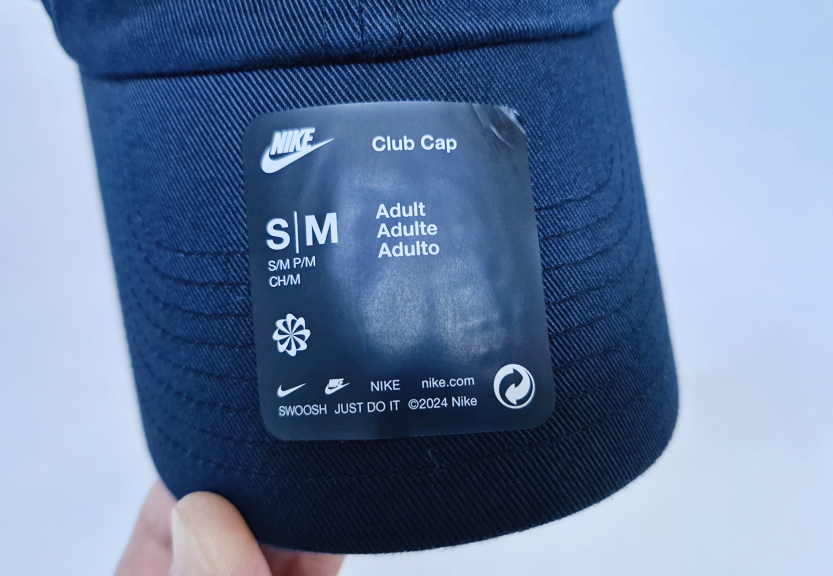 NIKE
Club Cap
S|M
S/M P/M
CH/M
Adult
Adulte
Adulto
NIKE nike.com
SWOOSH JUST DO IT ©2024 Nike